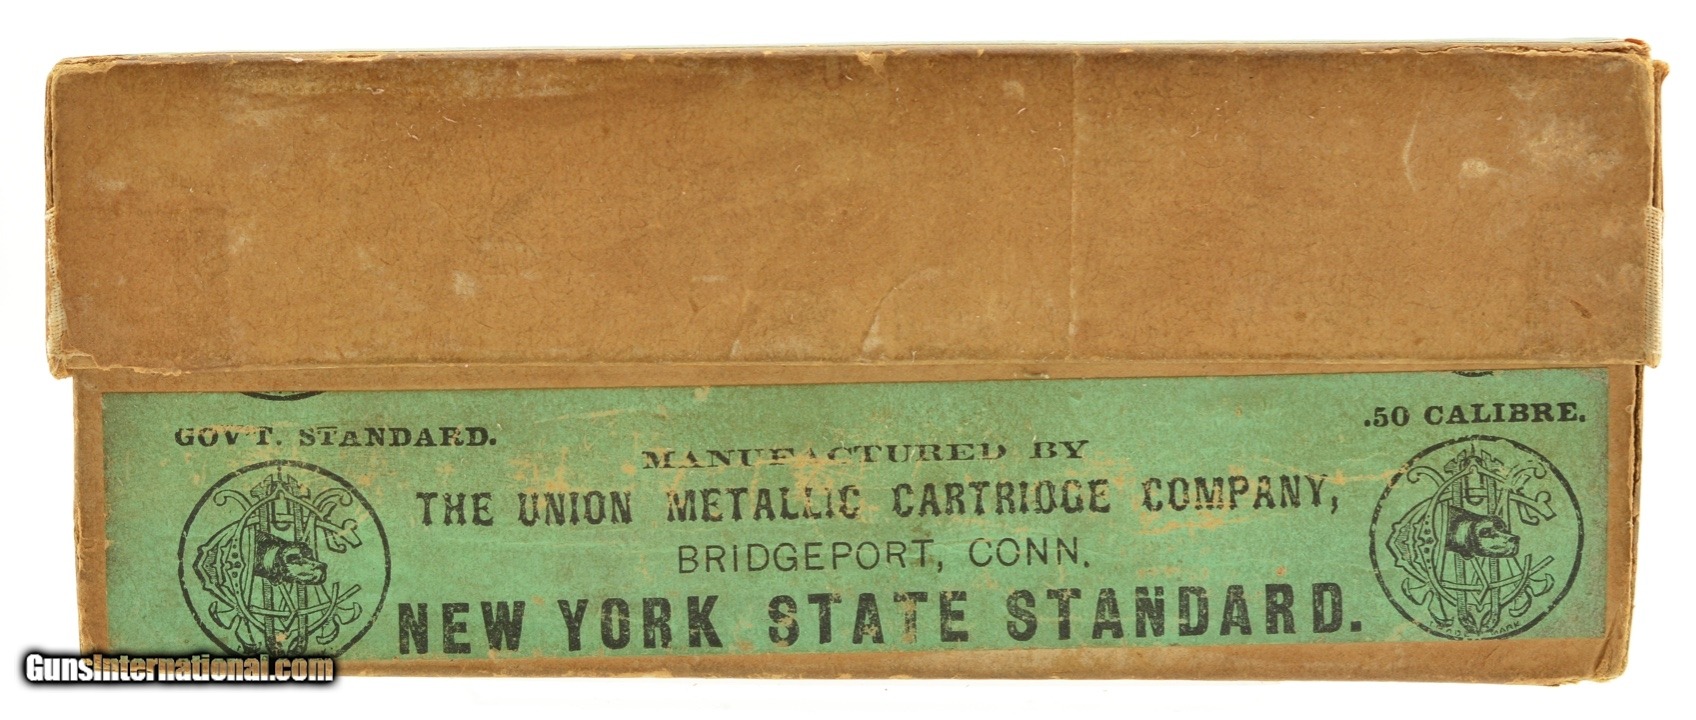 GOV'T. STANDARD.
.50 CALIBRE.
MANUFACTURED BY
THE UNION METALLIC CARTRIDGE COMPANY,
BRIDGEPORT, CONN.
NEW YORK STATE STANDARD.
GunsInternational.com